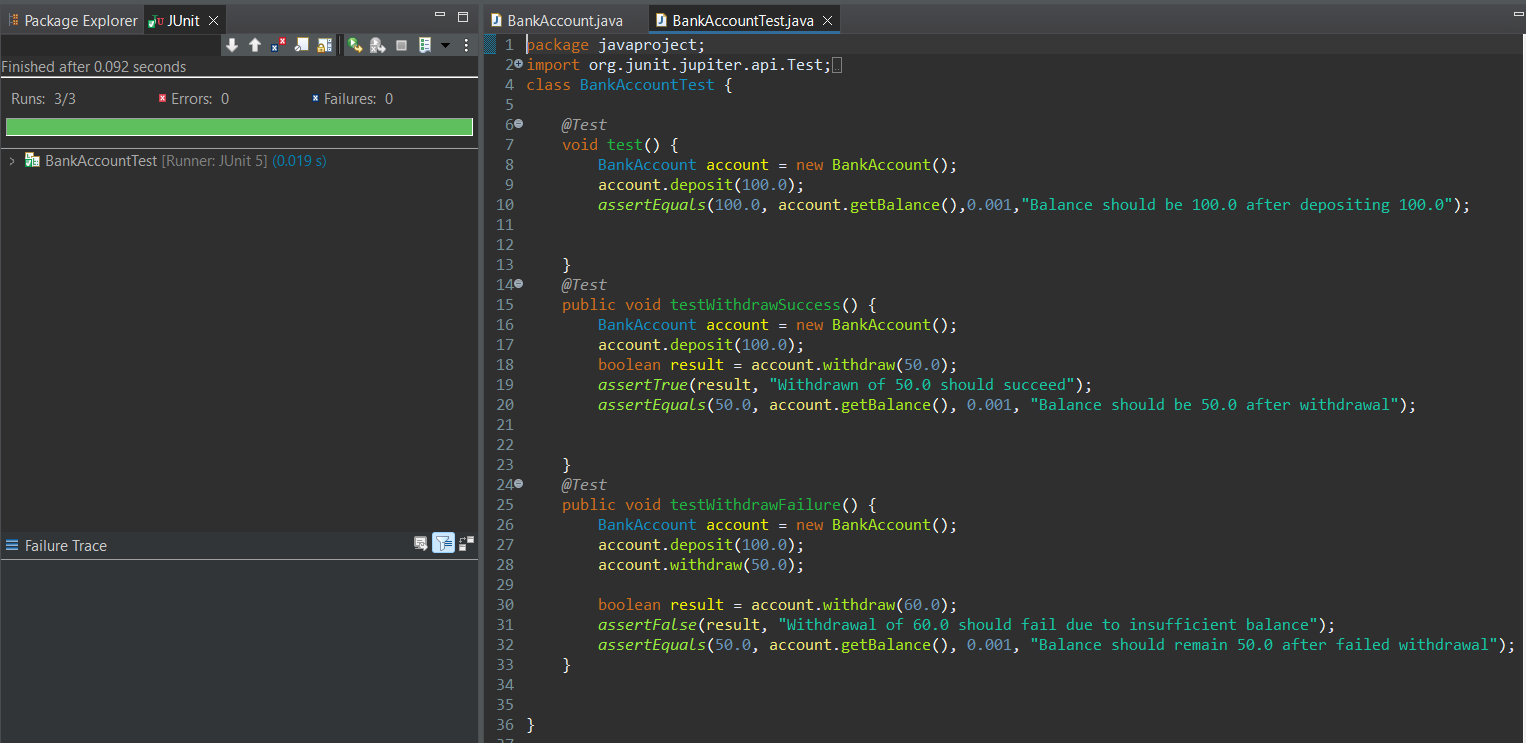 Package Explorer
JUnit
Finished after 0.092 seconds
Runs: 3/3
Errors: 0
Failures: 0
BankAccountTest [Runner: JUnit 5] (0.019 s)
Failure Trace
BankAccount.java
BankAccountTest.java
1 package javaproject;
2 import org.junit.jupiter.api.Test;
4 class BankAccountTest {
5
6 @Test
7 void test() {
8 BankAccount account = new BankAccount();
9 account.deposit(100.0);
10 assertEquals(100.0, account.getBalance(),0.001,"Balance should be 100.0 after depositing 100.0");
11
12
13 }
14 @Test
15 public void testWithdrawSuccess() {
16 BankAccount account = new BankAccount();
17 account.deposit(100.0);
18 boolean result = account.withdraw(50.0);
19 assertTrue(result, "Withdrawn of 50.0 should succeed");
20 assertEquals(50.0, account.getBalance(), 0.001, "Balance should be 50.0 after withdrawal");
21
22
23 }
24 @Test
25 public void testWithdrawFailure() {
26 BankAccount account = new BankAccount();
27 account.deposit(100.0);
28 account.withdraw(50.0);
29
30 boolean result = account.withdraw(60.0);
31 assertFalse(result, "Withdrawal of 60.0 should fail due to insufficient balance");
32 assertEquals(50.0, account.getBalance(), 0.001, "Balance should remain 50.0 after failed withdrawal");
33 }
34
35
36 }
37